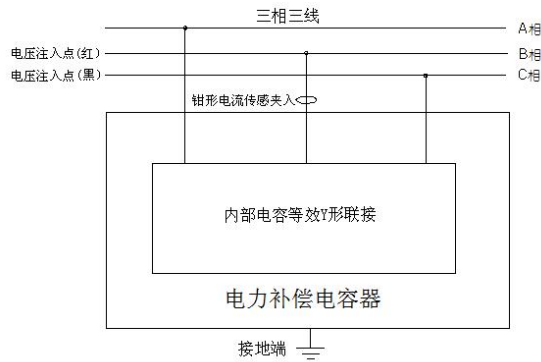 三相三线
A相
电压注入点(红)
B相
电压注入点(黑)
C相
钳形电流传感夹入
内部电容等效Y形联接
电力补偿电容器
接地端